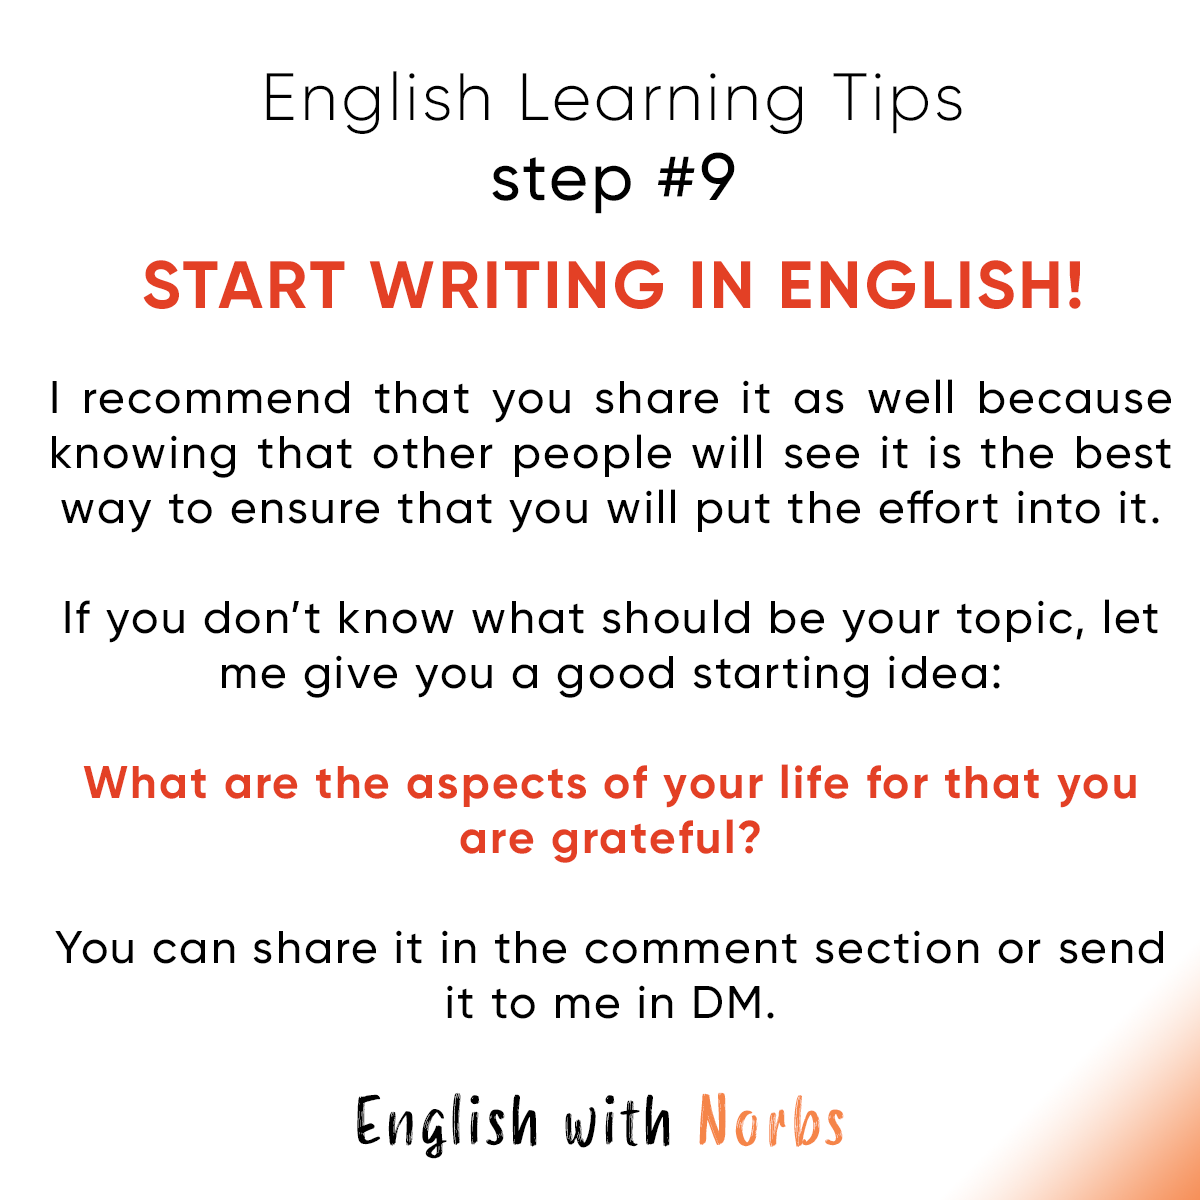 English Learning Tips
step #9
START WRITING IN ENGLISH!
I recommend that you share it as well because
knowing that other people will see it is the best
way to ensure that you will put the effort into it.
If you don’t know what should be your topic, let
me give you a good starting idea:
What are the aspects of your life for that you
are grateful?
You can share it in the comment section or send
it to me in DM.
English with Norbs